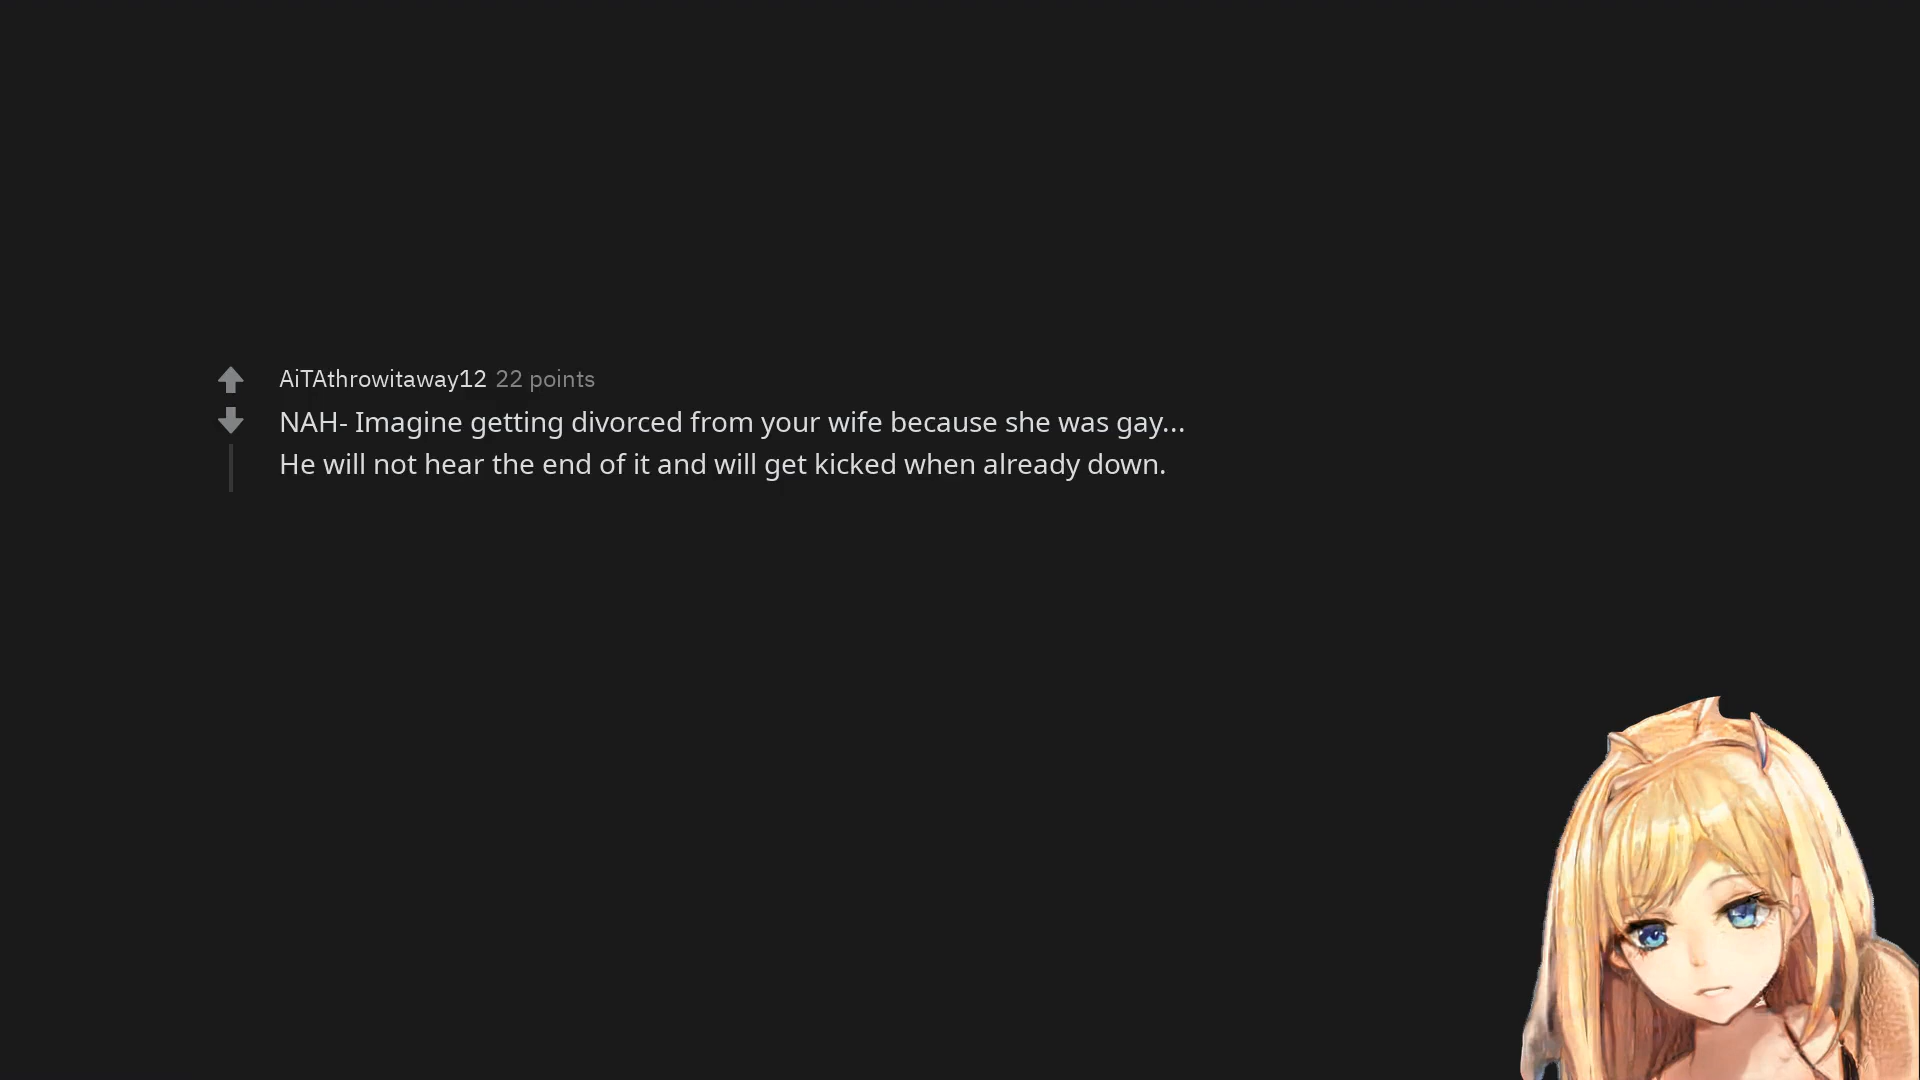 AiTAthrowitaway12 22 points
NAH- Imagine getting divorced from your wife because she was gay...
He will not hear the end of it and will get kicked when already down.